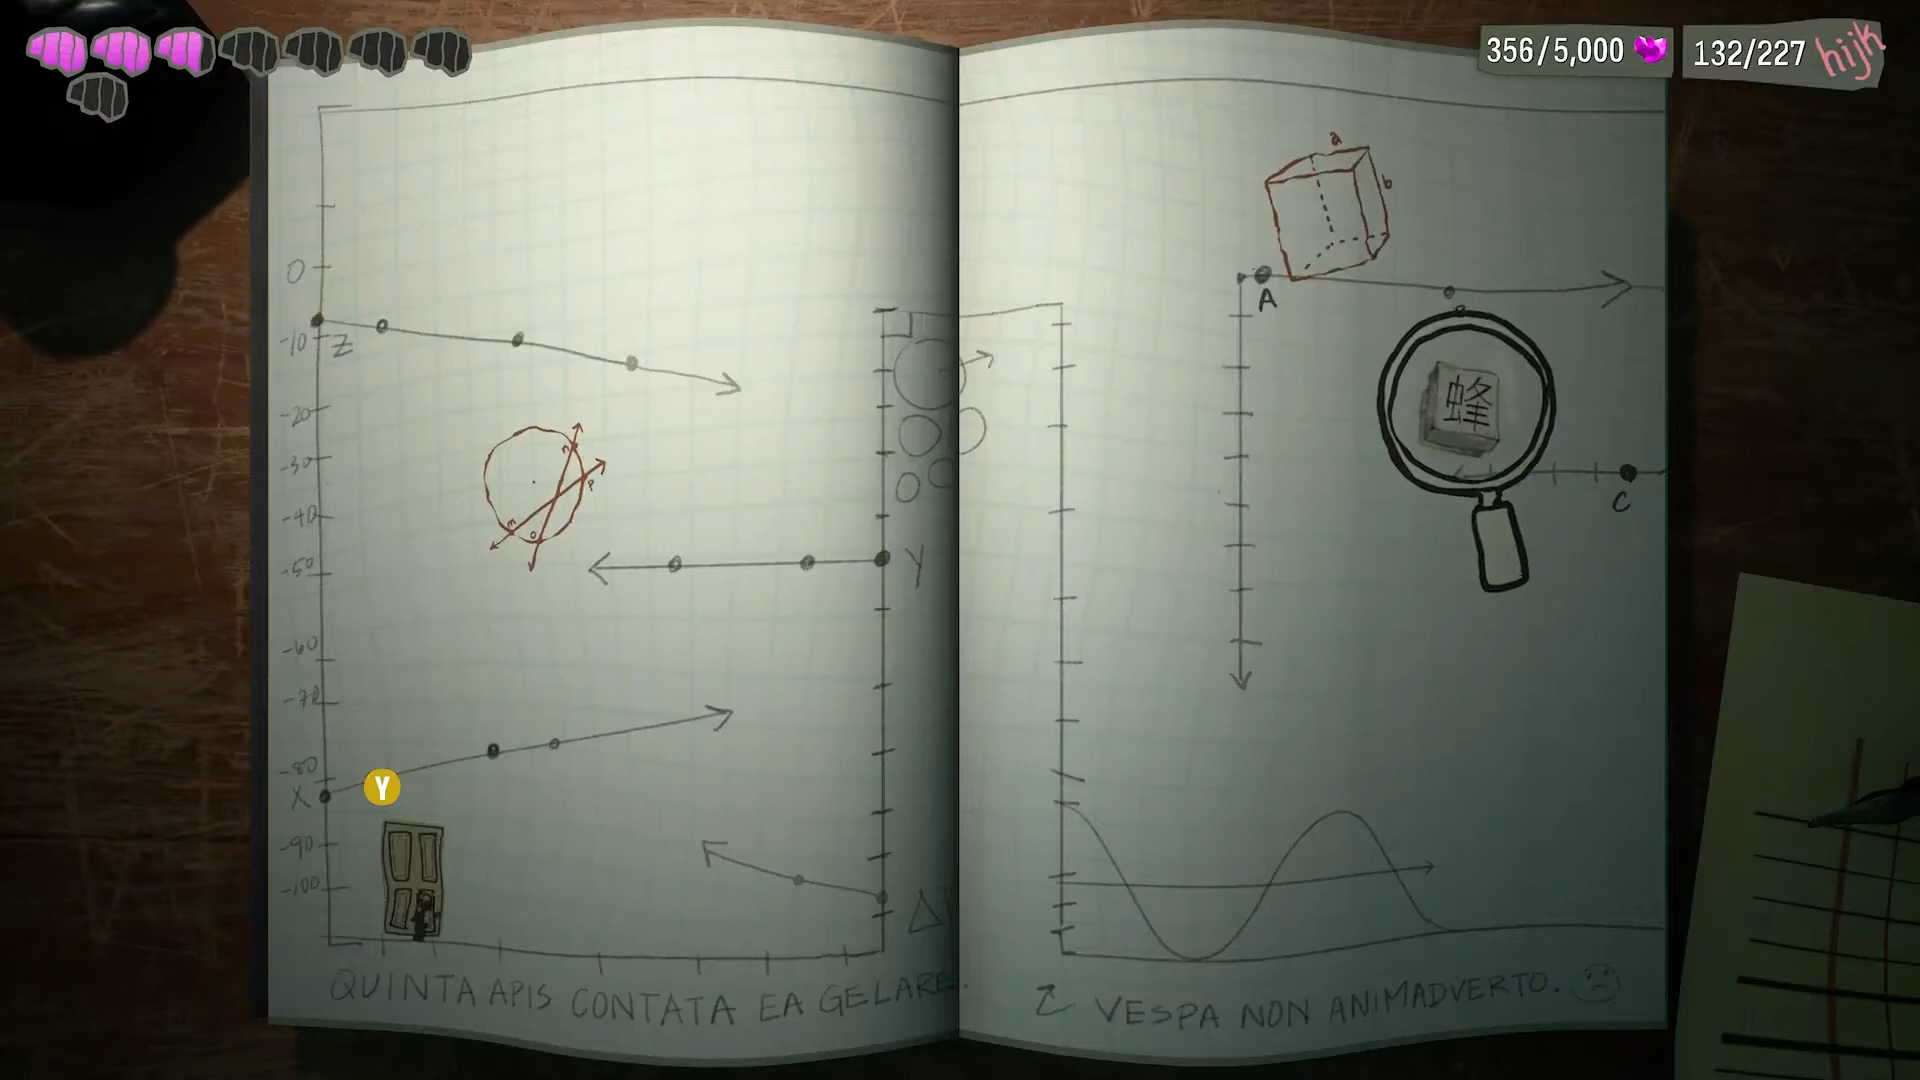 356/5,000
132/227 hijk
a
b
0
A
-10
Z
蜂
-20
-30
n
p
C
-40
m
o
-50
Y
-60
-70
-80
X
Y
-90
-100
Δ
QUINTA APIS CONTATA EA GELARE.
Z VESPA NON ANIMADVERTO.